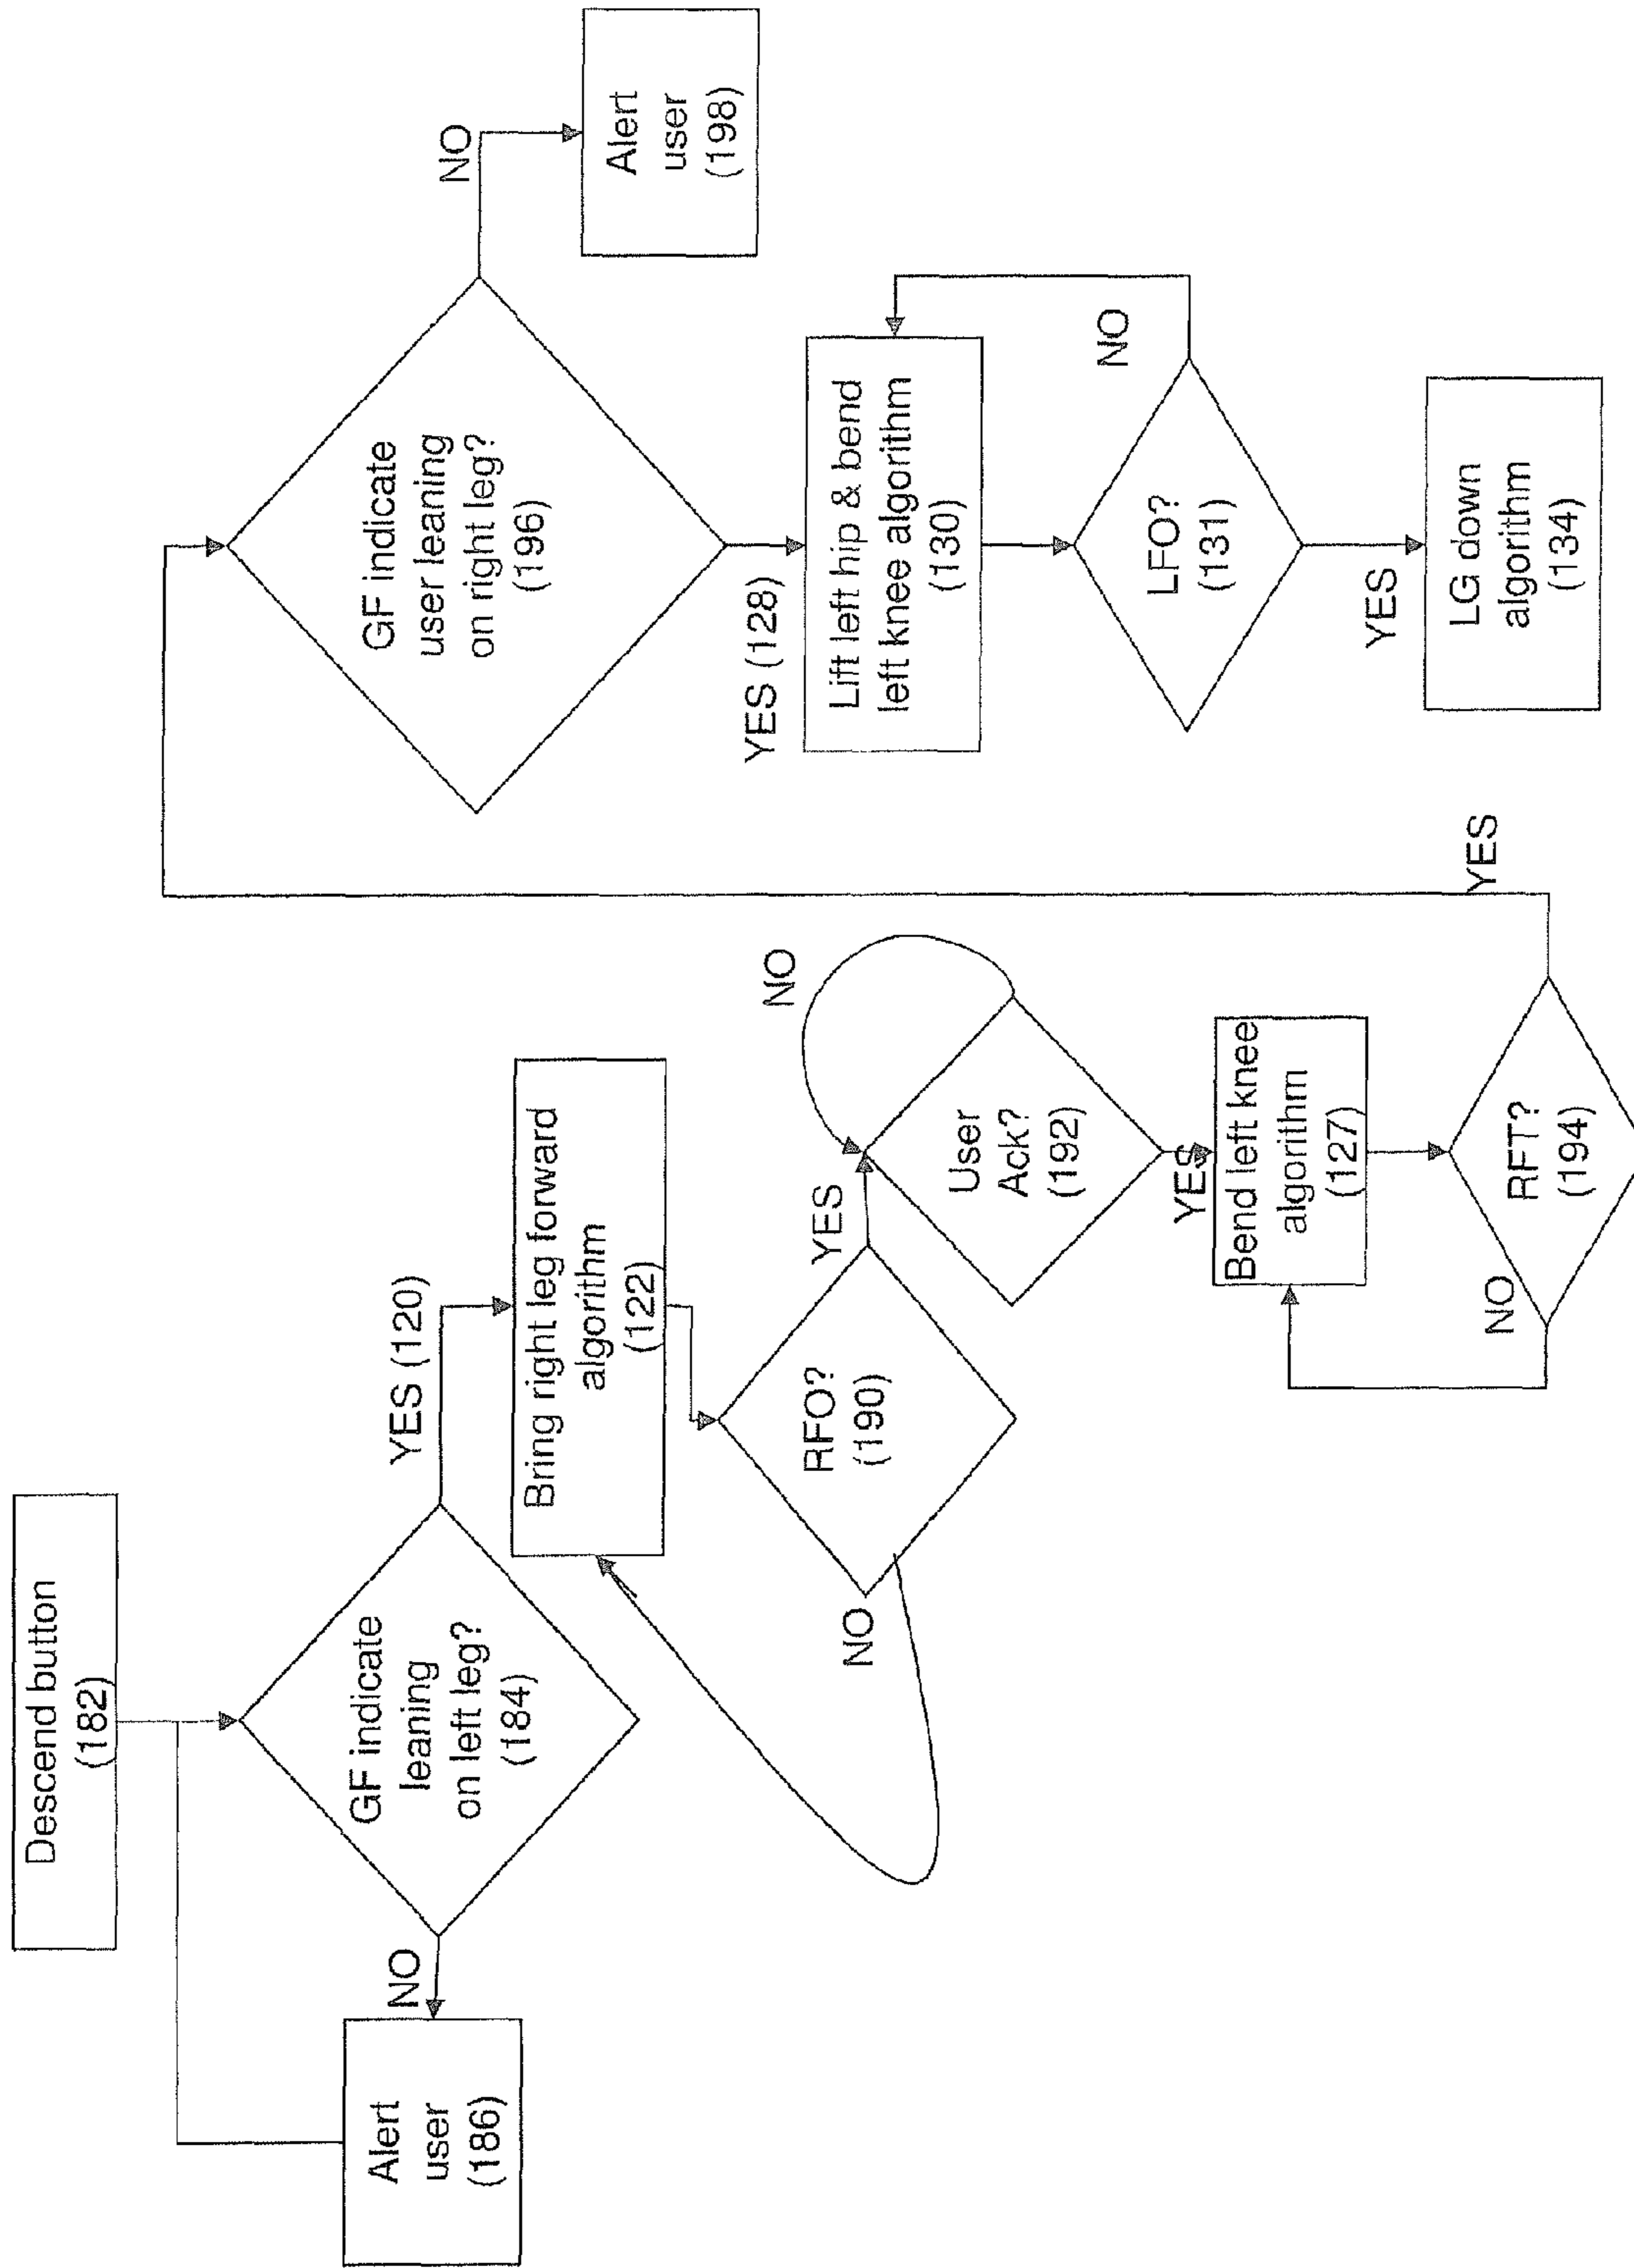 Descend button
(182)
GF indicate
leaning
on left leg?
(184)
NO
Alert
user
(186)
YES (120)
Bring right leg forward
algorithm
(122)
RFO?
(190)
NO
YES
User
Ack?
(192)
NO
YES
Bend left knee
algorithm
(127)
RFT?
(194)
NO
YES
GF indicate
user leaning
on right leg?
(196)
NO
Alert
user
(198)
YES (128)
Lift left hip & bend
left knee algorithm
(130)
LFO?
(131)
NO
YES
LG down
algorithm
(134)